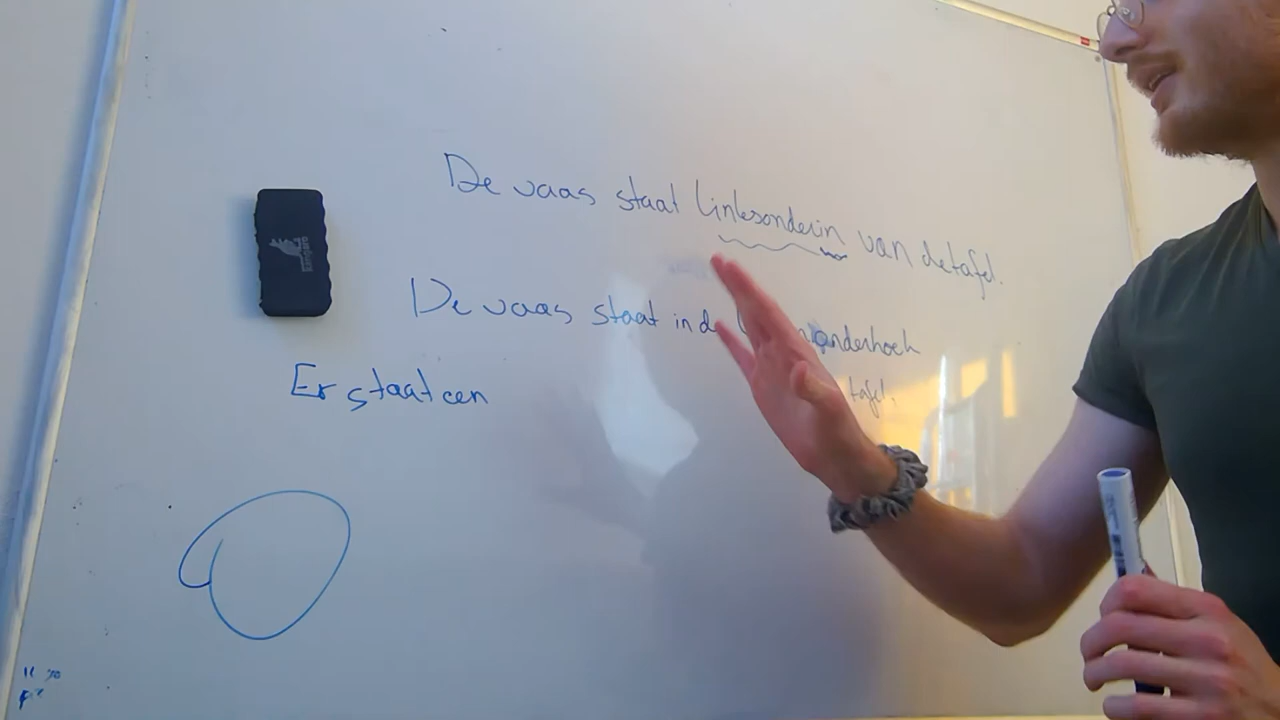 De vaas staat linksonderin van de tafel.
De vaas staat in de onderhoek
tafel.
Er staat een